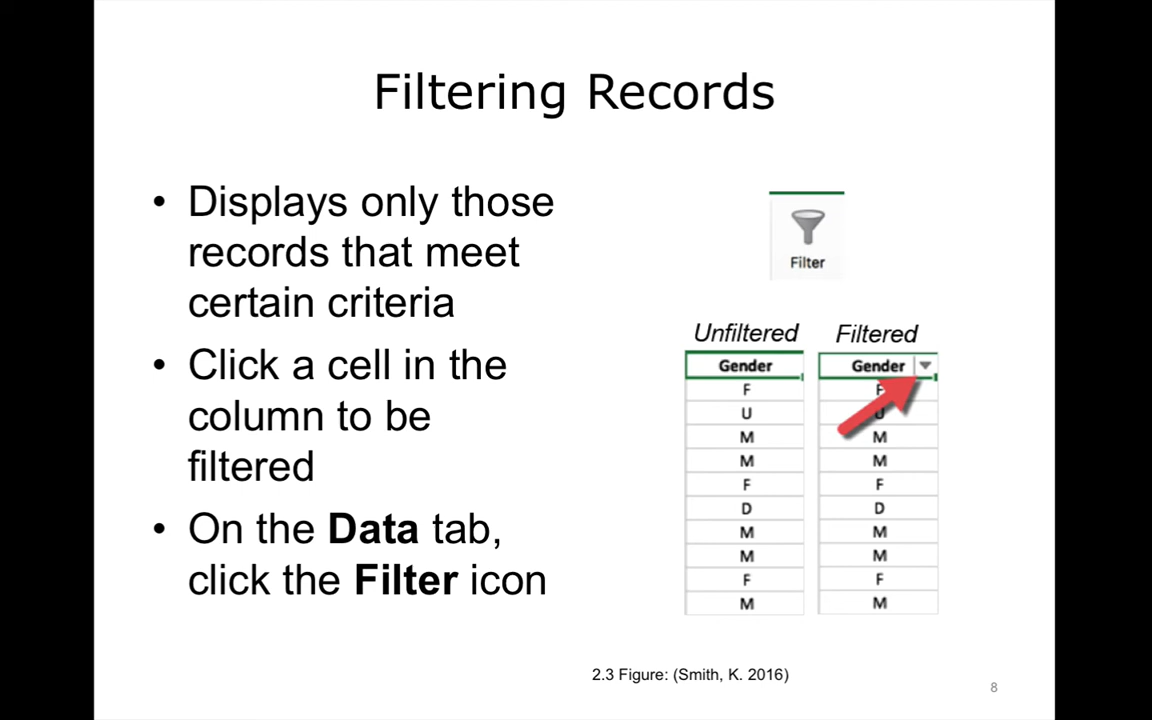 Filtering Records
• Displays only those
records that meet
certain criteria
• Click a cell in the
column to be
filtered
• On the Data tab,
click the Filter icon
Filter
Unfiltered Filtered
Gender Gender
F F
U U
M M
M M
F F
D D
M M
M M
F F
M M
2.3 Figure: (Smith, K. 2016)
8